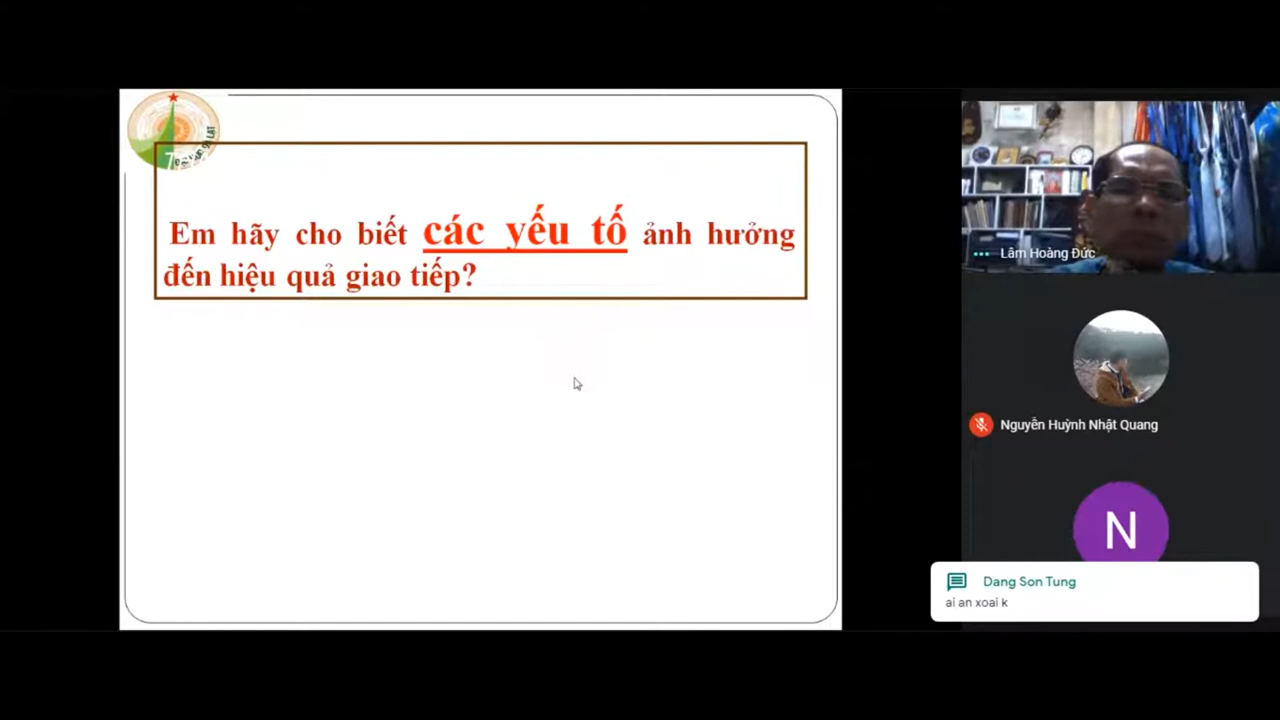 Em hãy cho biết các yếu tố ảnh hưởng
đến hiệu quả giao tiếp?
Lâm Hoàng Đức
Nguyễn Huỳnh Nhật Quang
N
Dang Son Tung
ai an xoai k